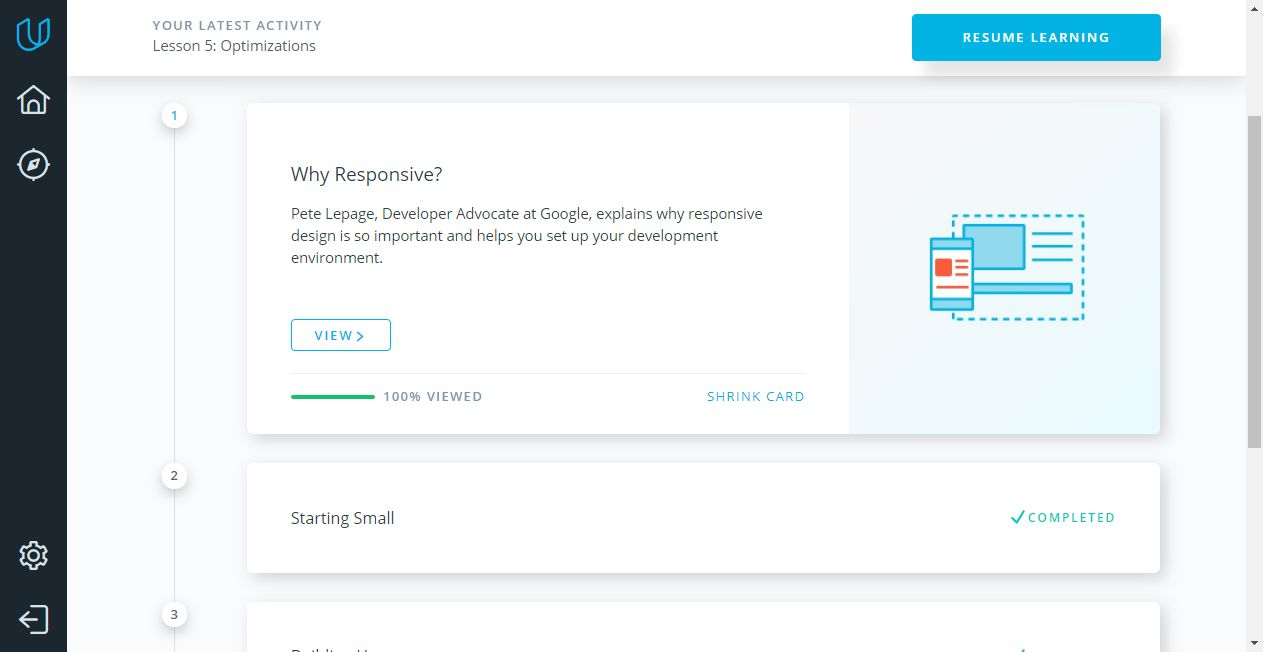 YOUR LATEST ACTIVITY
Lesson 5: Optimizations
RESUME LEARNING
1
Why Responsive?
Pete Lepage, Developer Advocate at Google, explains why responsive
design is so important and helps you set up your development
environment.
VIEW
100% VIEWED
SHRINK CARD
2
Starting Small
COMPLETED
3